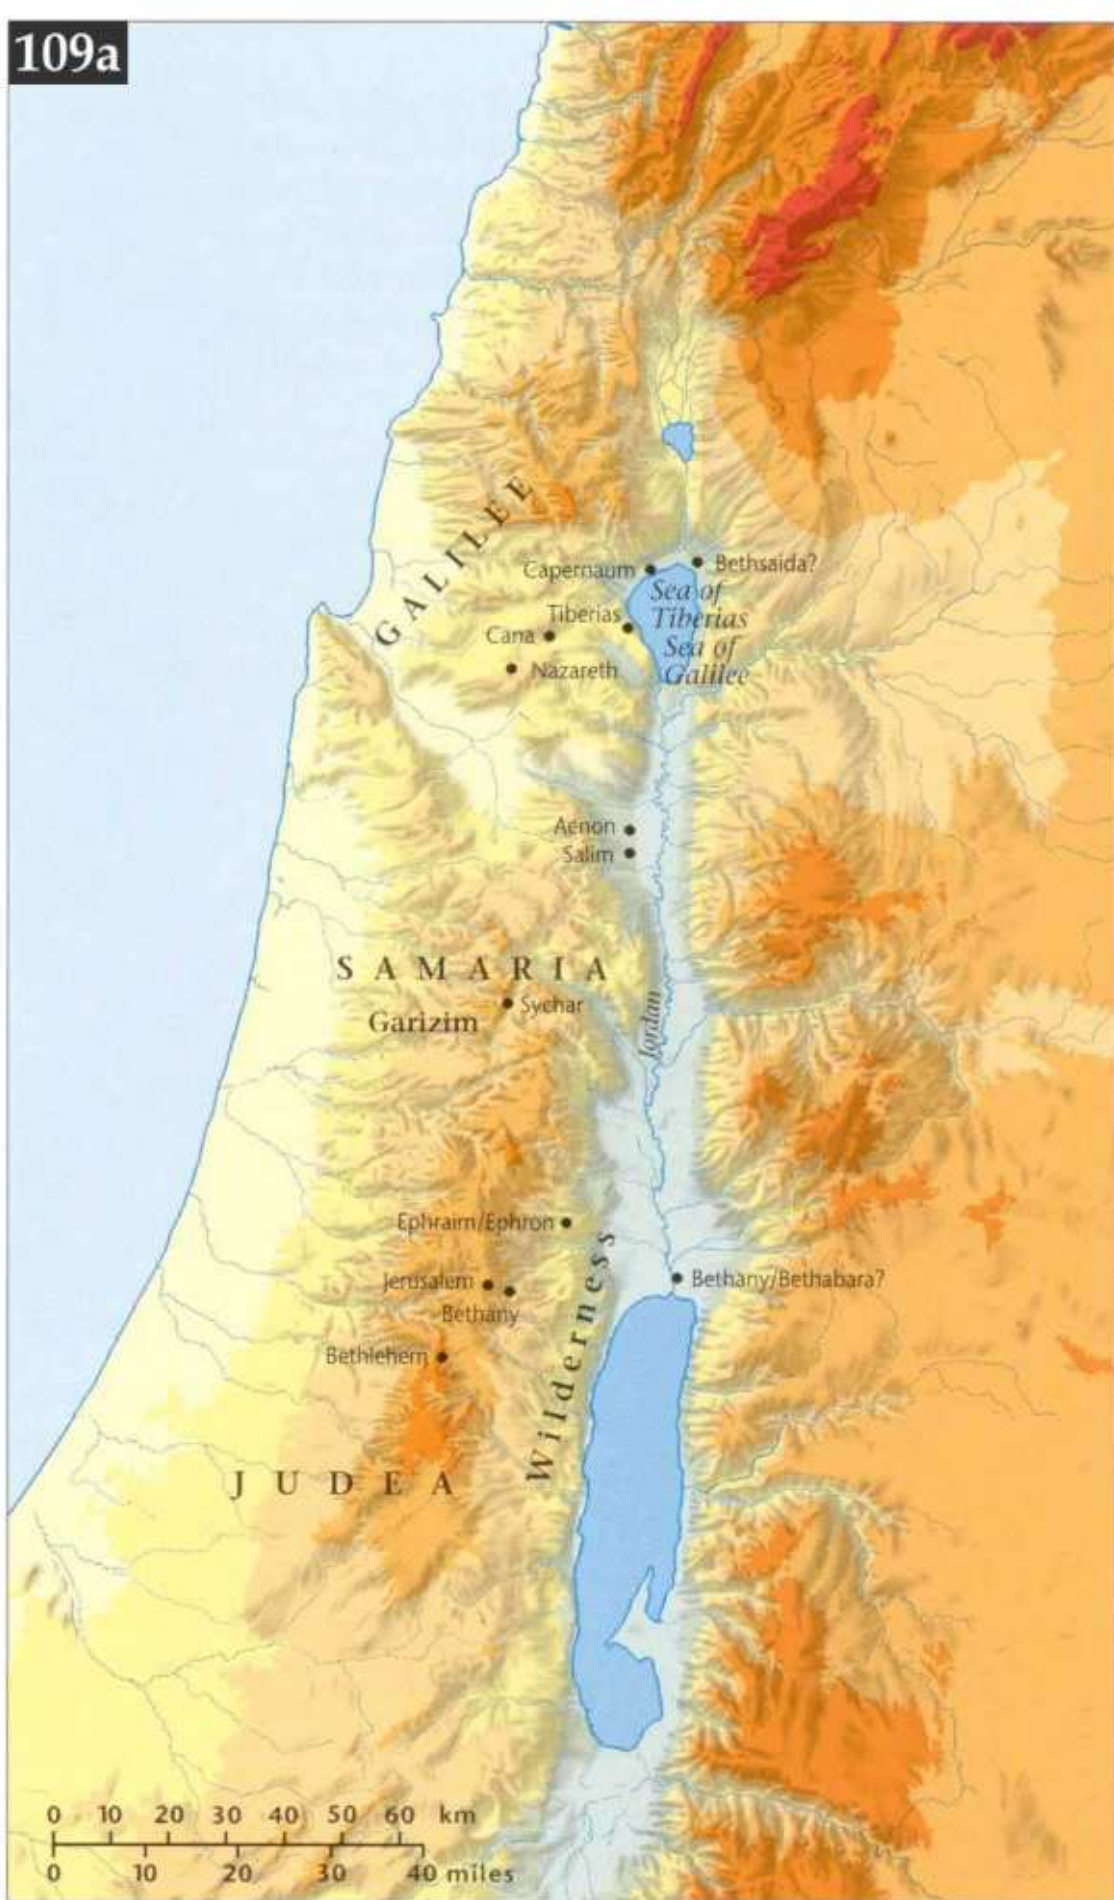 109a
GALILEE
Capernaum
Bethsaida?
Sea of
Tiberias
Sea of
Galilee
Tiberias
Cana
Nazareth
Aenon
Salim
SAMARIA
Sychar
Garizim
Jordan
Ephraim/Ephron
Wilderness
Jerusalem
Bethany
Bethany/Bethabara?
Bethlehem
JUDEA
0 10 20 30 40 50 60 km
0 10 20 30 40 miles